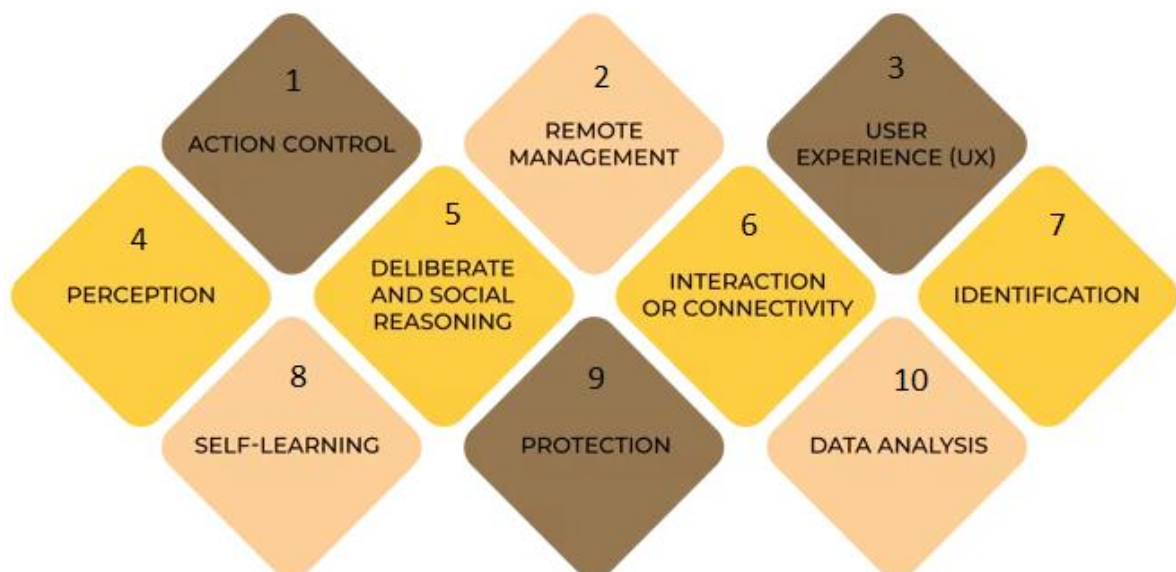 1
ACTION CONTROL
2
REMOTE
MANAGEMENT
3
USER
EXPERIENCE (UX)
4
PERCEPTION
5
DELIBERATE
AND SOCIAL
REASONING
6
INTERACTION
OR CONNECTIVITY
7
IDENTIFICATION
8
SELF-LEARNING
9
PROTECTION
10
DATA ANALYSIS